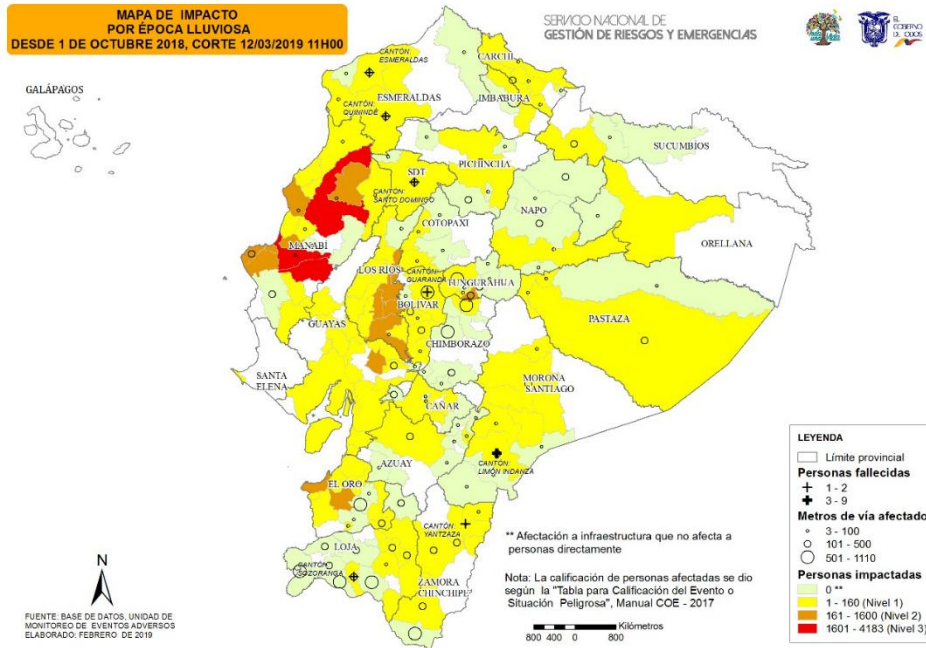 MAPA DE IMPACTO
POR ÉPOCA LLUVIOSA
DESDE 1 DE OCTUBRE 2018, CORTE 12/03/2019 11H00
SERVICIO NACIONAL DE
GESTIÓN DE RIESGOS Y EMERGENCIAS
EL
GOBIERNO
DE TODOS
GALÁPAGOS
CANTÓN:
ESMERALDAS
ESMERALDAS
CARCHI
IMBABURA
CANTÓN:
QUININDÉ
SUCUMBIOS
PICHINCHA
SDT
CANTÓN:
SANTO DOMINGO
NAPO
COTOPAXI
ORELLANA
MANABÍ
LOS RIOS
CANTÓN:
GUARANDA
TUNGURAHUA
BOLIVAR
PASTAZA
GUAYAS
CHIMBORAZO
SANTA
ELENA
MORONA
SANTIAGO
CAÑAR
CANTÓN:
LIMÓN INDANZA
AZUAY
EL ORO
CANTÓN:
YANTZAZA
LOJA
CANTÓN:
SOZORANGA
ZAMORA
CHINCHIPE
** Afectación a infraestructura que no afecta a
personas directamente
Nota: La calificación de personas afectadas se dio
según la "Tabla para Calificación del Evento o
Situación Peligrosa", Manual COE - 2017
Kilómetros
800 400 0 800
N
FUENTE: BASE DE DATOS, UNIDAD DE
MONITOREO DE EVENTOS ADVERSOS
ELABORADO: FEBRERO DE 2019
LEYENDA
Límite provincial
Personas fallecidas
1 - 2
3 - 9
Metros de vía afectados
3 - 100
101 - 500
501 - 1110
Personas impactadas
0 **
1 - 160 (Nivel 1)
161 - 1600 (Nivel 2)
1601 - 4183 (Nivel 3)